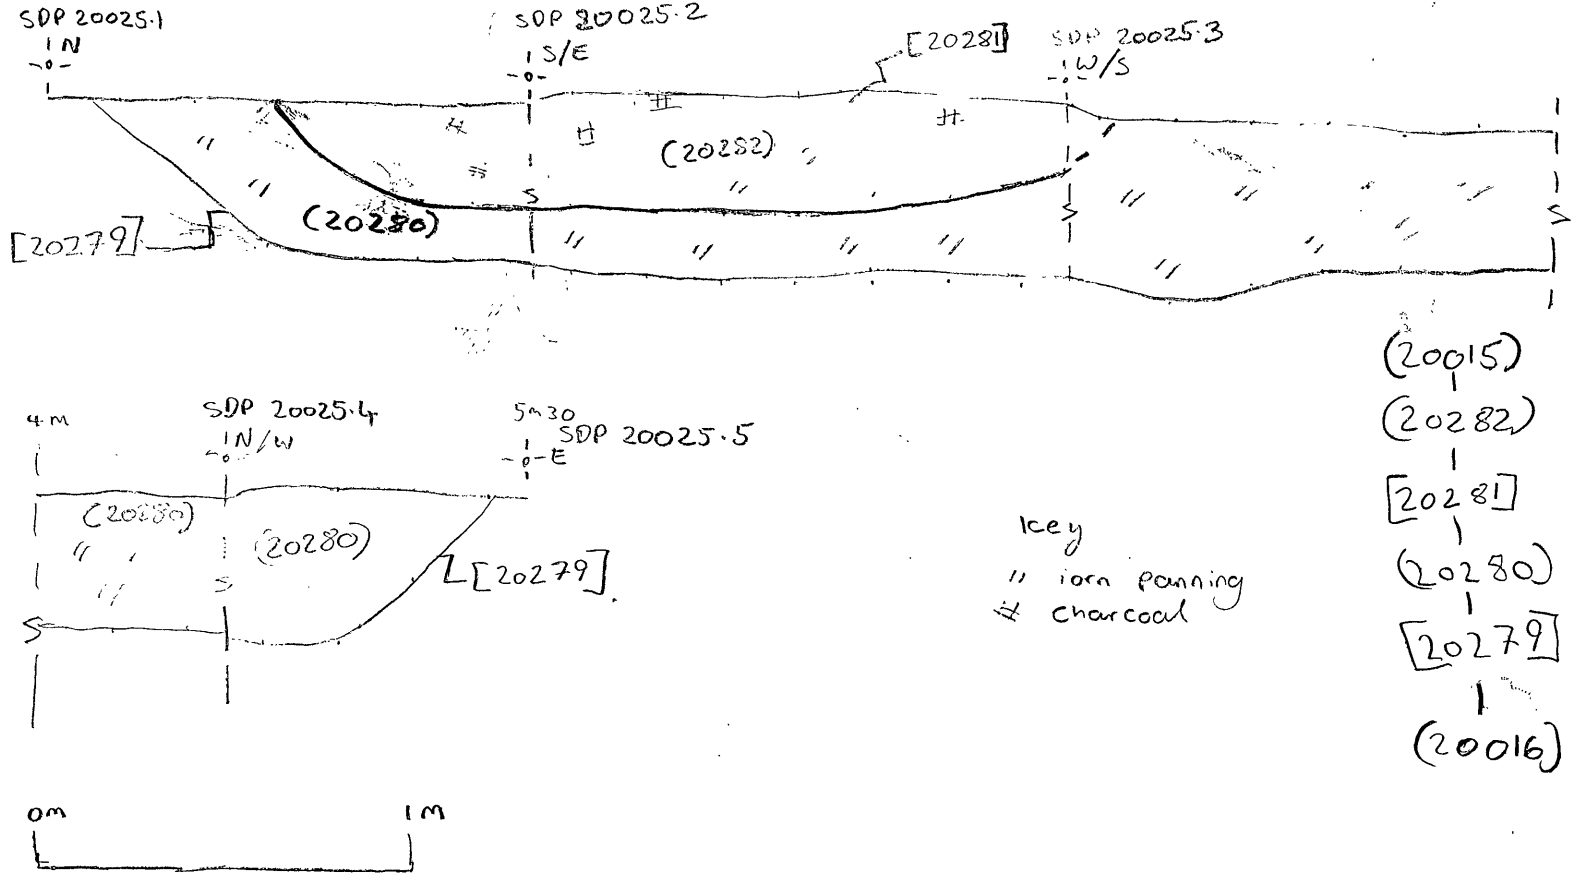 SDP 20025.1
N
SDP 20025.2
S/E
[20281]
SDP 20025.3
W/S
(20282)
(20280)
[20279]
4m
SDP 20025.4
N/W
5m30
SDP 20025.5
E
(20280)
(20280)
[20279]
Key
〃 iorn panning
# charcoal
(20015)
(20282)
[20281]
(20280)
[20279]
(20016)
0m
1m